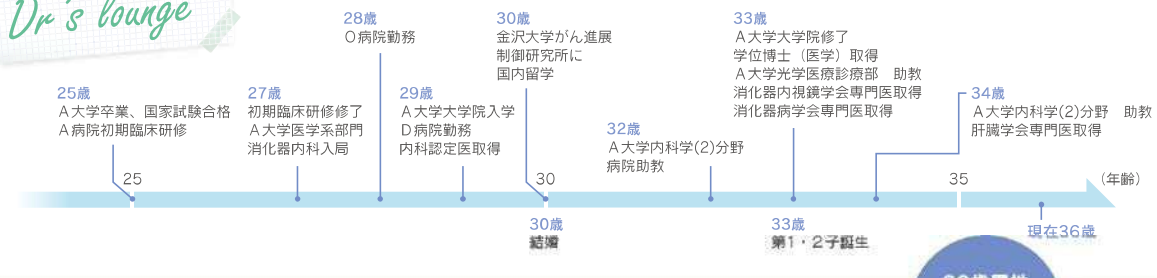 Dr's lounge
25歳
A大学卒業、国家試験合格
A病院初期臨床研修
27歳
初期臨床研修修了
A大学医学系部門
消化器内科入局
28歳
O病院勤務
29歳
A大学大学院入学
D病院勤務
内科認定医取得
30歳
金沢大学がん進展
制御研究所に
国内留学
32歳
A大学内科学(2)分野
病院助教
33歳
A大学大学院修了
学位博士（医学）取得
A大学光学医療診療部　助教
消化器内視鏡学会専門医取得
消化器病学会専門医取得
34歳
A大学内科学(2)分野　助教
肝臓学会専門医取得
25
30
35
（年齢）
30歳
結婚
33歳
第1・2子誕生
現在36歳